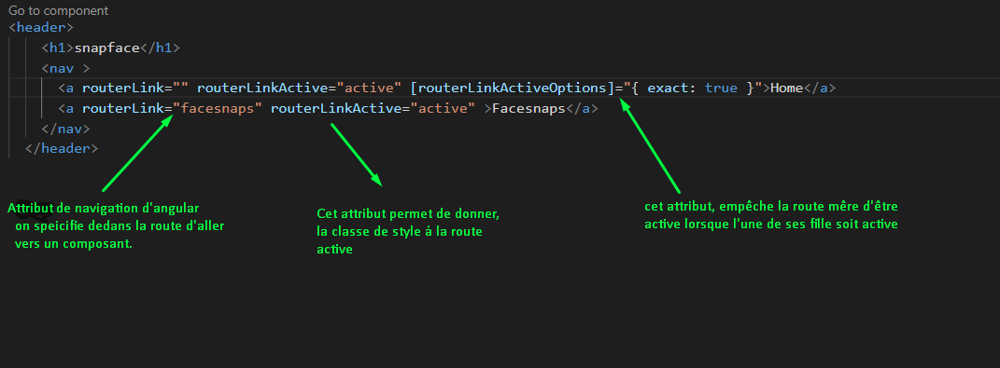 Go to component
<header>
<h1>snapface</h1>
<nav >
<a routerLink="" routerLinkActive="active" [routerLinkActiveOptions]="{ exact: true }">Home</a>
<a routerLink="facesnaps" routerLinkActive="active" >Facesnaps</a>
</nav>
</header>
Attribut de navigation d'angular
on speicifie dedans la route d'aller
vers un composant.
Cet attribut permet de donner,
la classe de style á la route
active
cet attribut, empêche la route mêre d'être
active lorsque l'une de ses fille soit active